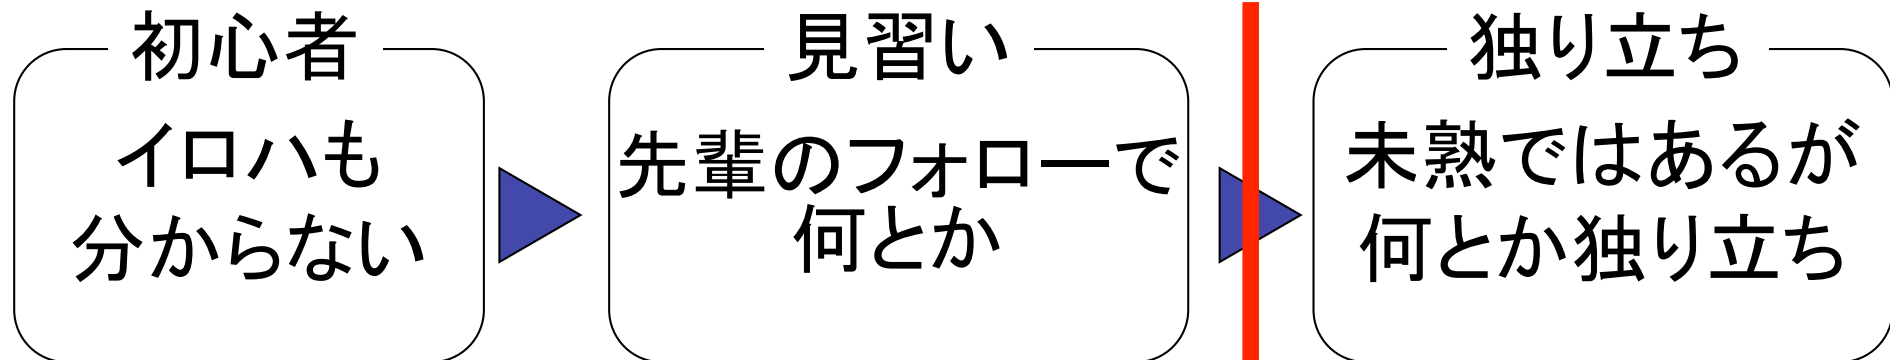 初心者
イロハも
分からない
見習い
先輩のフォローで
何とか
独り立ち
未熟ではあるが
何とか独り立ち